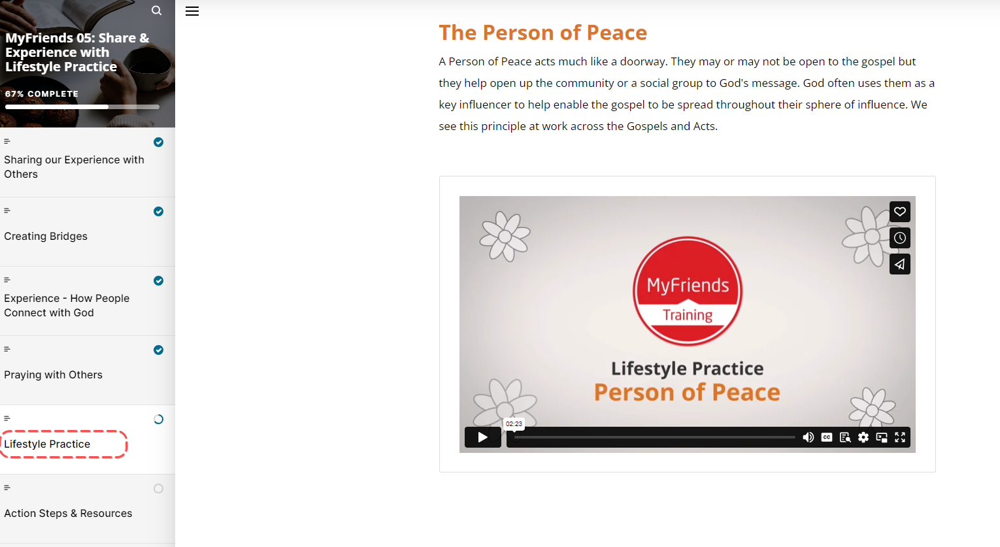 MyFriends 05: Share &
Experience with
Lifestyle Practice
67% COMPLETE
Sharing our Experience with
Others
Creating Bridges
Experience - How People
Connect with God
Praying with Others
Lifestyle Practice
Action Steps & Resources
The Person of Peace
A Person of Peace acts much like a doorway. They may or may not be open to the gospel but
they help open up the community or a social group to God's message. God often uses them as a
key influencer to help enable the gospel to be spread throughout their sphere of influence. We
see this principle at work across the Gospels and Acts.
MyFriends
Training
Lifestyle Practice
Person of Peace
02:23
CC